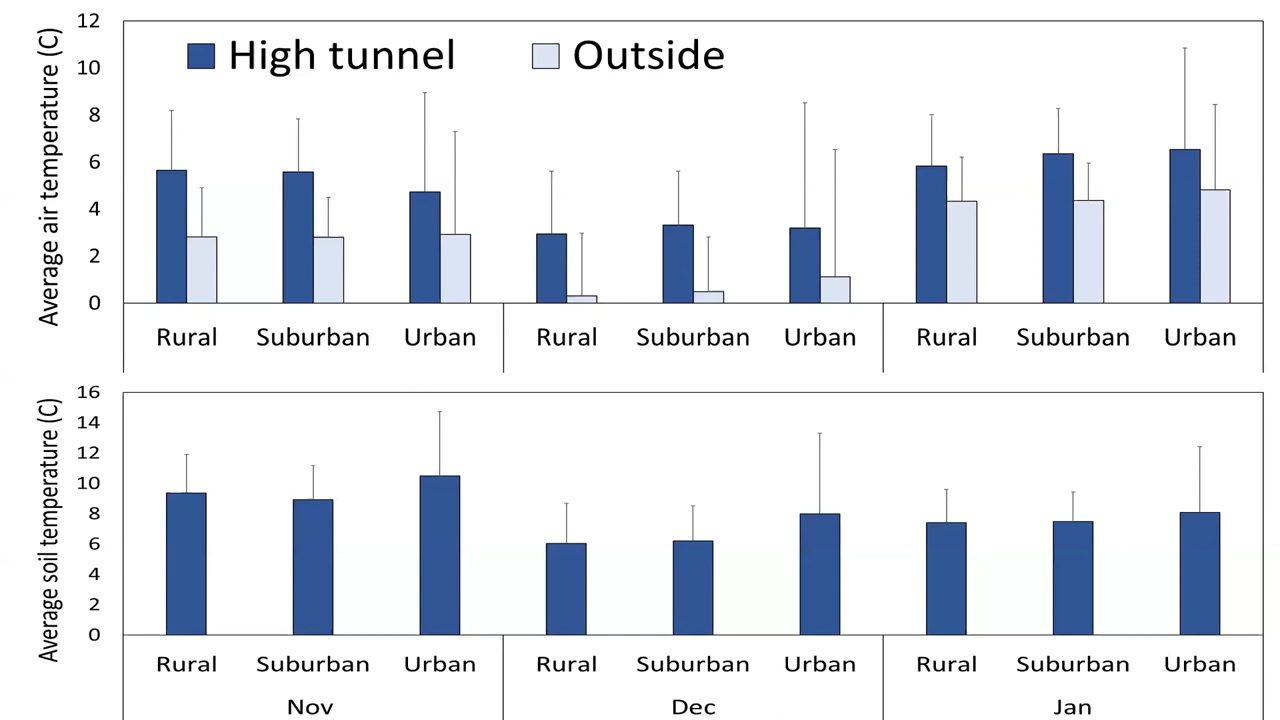 Average air temperature (C)
12
10
8
6
4
2
0
High tunnel Outside
Rural Suburban Urban Rural Suburban Urban Rural Suburban Urban
Average soil temperature (C)
16
14
12
10
8
6
4
2
0
Rural Suburban Urban Rural Suburban Urban Rural Suburban Urban
Nov Dec Jan